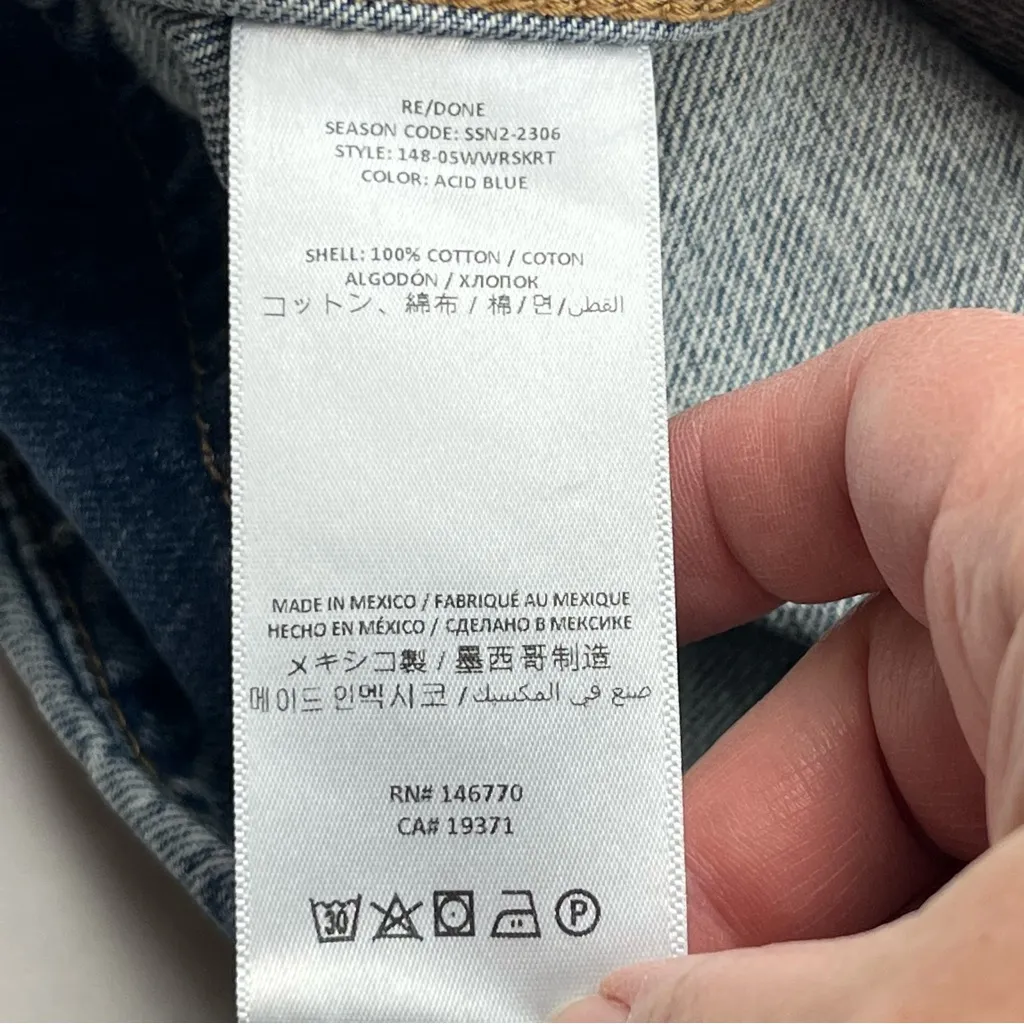 RE/DONE
SEASON CODE: SSN2-2306
STYLE: 148-05WWRSKRT
COLOR: ACID BLUE
SHELL: 100% COTTON / COTON
ALGODÓN / ХЛОПОК
コットン、綿布 / 棉/면/القطن
MADE IN MEXICO / FABRIQUÉ AU MEXIQUE
HECHO EN MÉXICO / СДЕЛАНО В МЕКСИКЕ
メキシコ製 / 墨西哥制造
메이드 인멕시코 / صنع في المكسيك
RN# 146770
CA# 19371
30 P